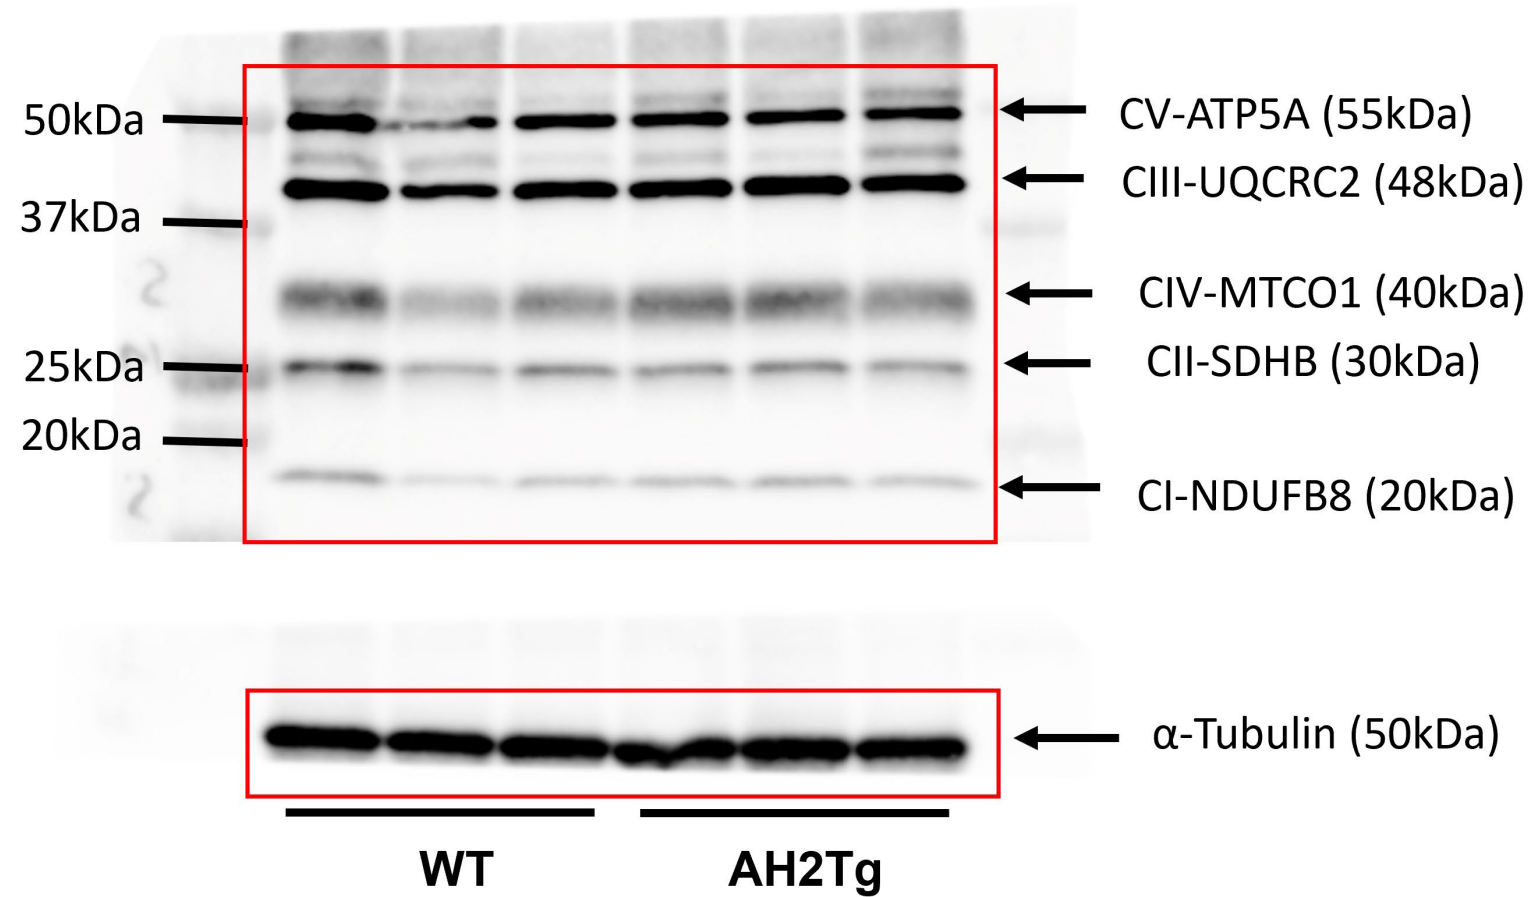 50kDa
CV-ATP5A (55kDa)
CIII-UQCRC2 (48kDa)
37kDa
CIV-MTCO1 (40kDa)
25kDa
CII-SDHB (30kDa)
20kDa
CI-NDUFB8 (20kDa)
α-Tubulin (50kDa)
WT
AH2Tg